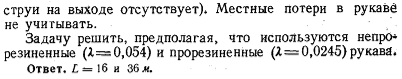 струи на выходе отсутствует). Местные потери в рукаве
не учитывать.
Задачу решить, предполагая, что используются непро-
резиненные (λ=0,054) и прорезиненные (λ=0,0245) рукава.
Ответ. L = 16 и 36 м.